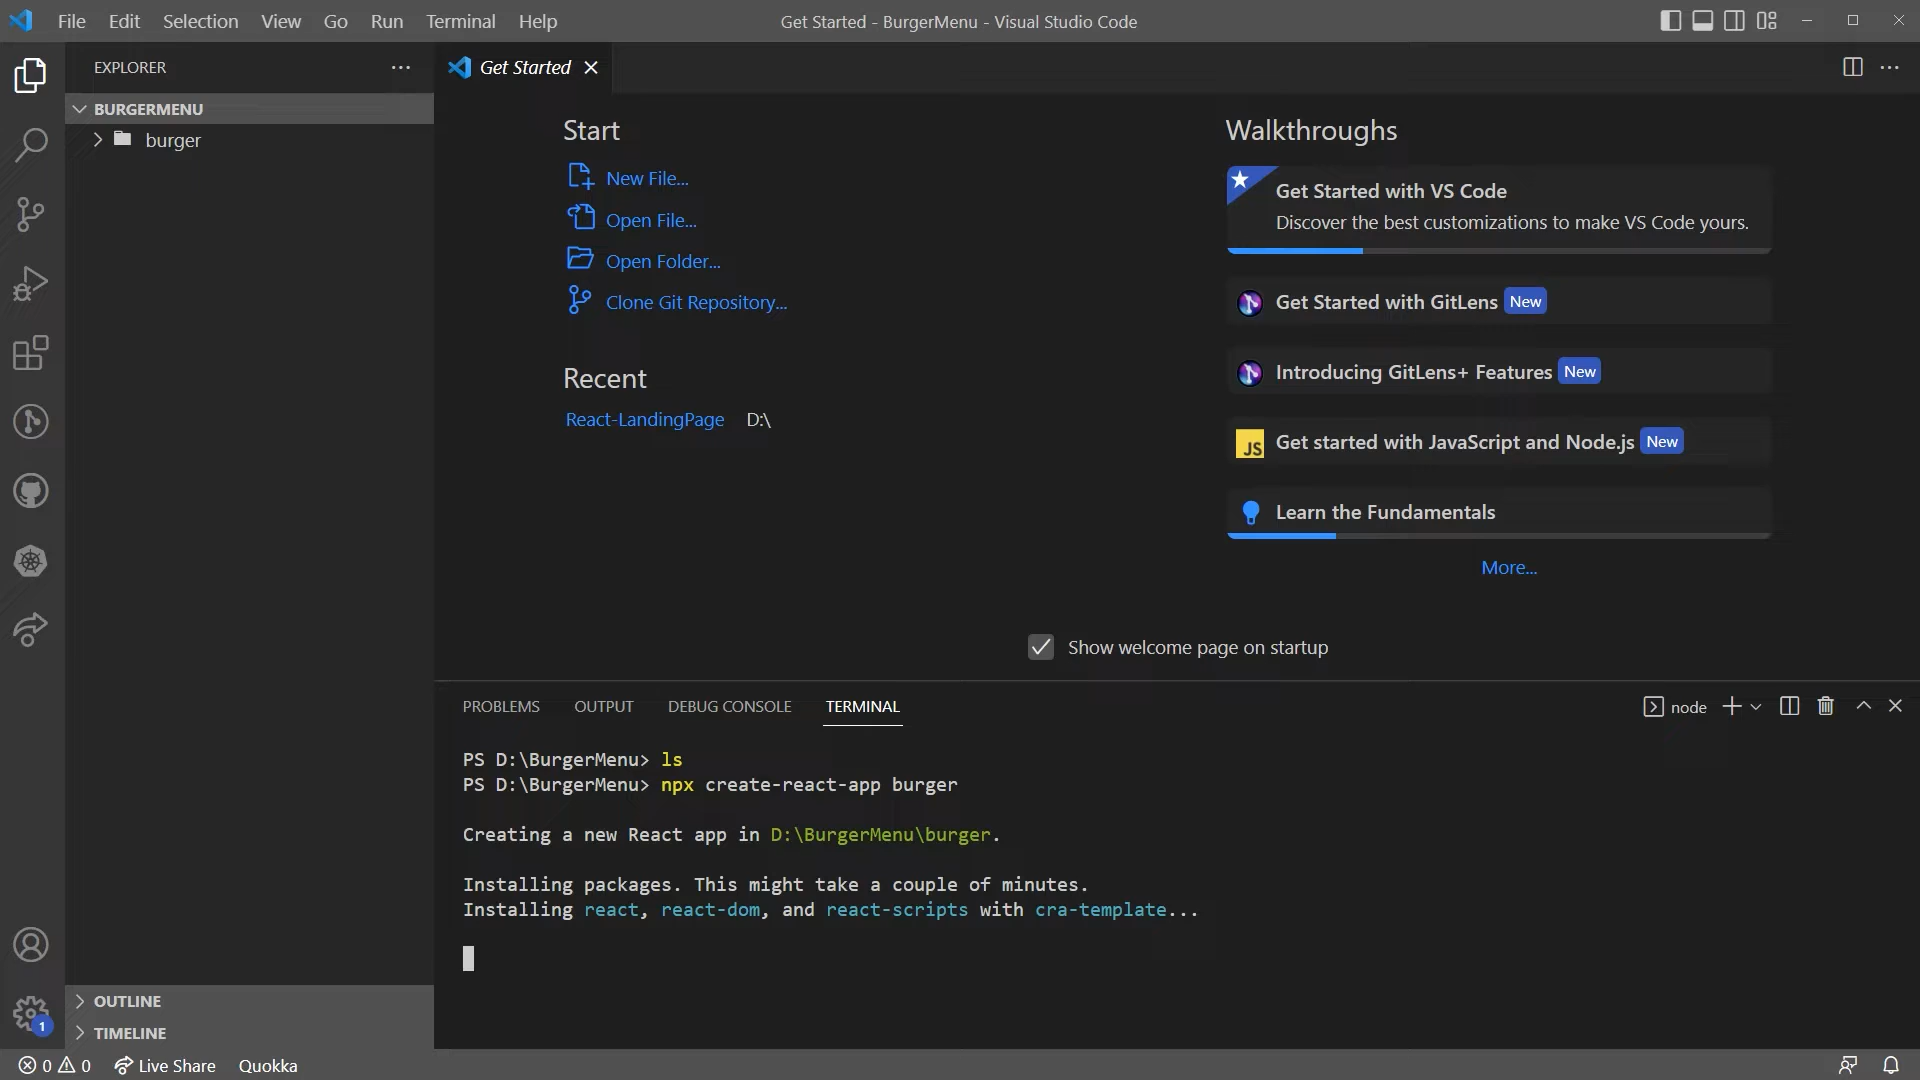 File Edit Selection View Go Run Terminal Help
Get Started - BurgerMenu - Visual Studio Code
EXPLORER
BURGERMENU
burger
OUTLINE
TIMELINE
Get Started
Start
New File...
Open File...
Open Folder...
Clone Git Repository...
Recent
React-LandingPage D:\
Walkthroughs
Get Started with VS Code
Discover the best customizations to make VS Code yours.
Get Started with GitLens New
Introducing GitLens+ Features New
JS Get started with JavaScript and Node.js New
Learn the Fundamentals
More...
Show welcome page on startup
PROBLEMS OUTPUT DEBUG CONSOLE TERMINAL
node
PS D:\BurgerMenu> ls
PS D:\BurgerMenu> npx create-react-app burger
Creating a new React app in D:\BurgerMenu\burger.
Installing packages. This might take a couple of minutes.
Installing react, react-dom, and react-scripts with cra-template...
1
0 0 Live Share Quokka